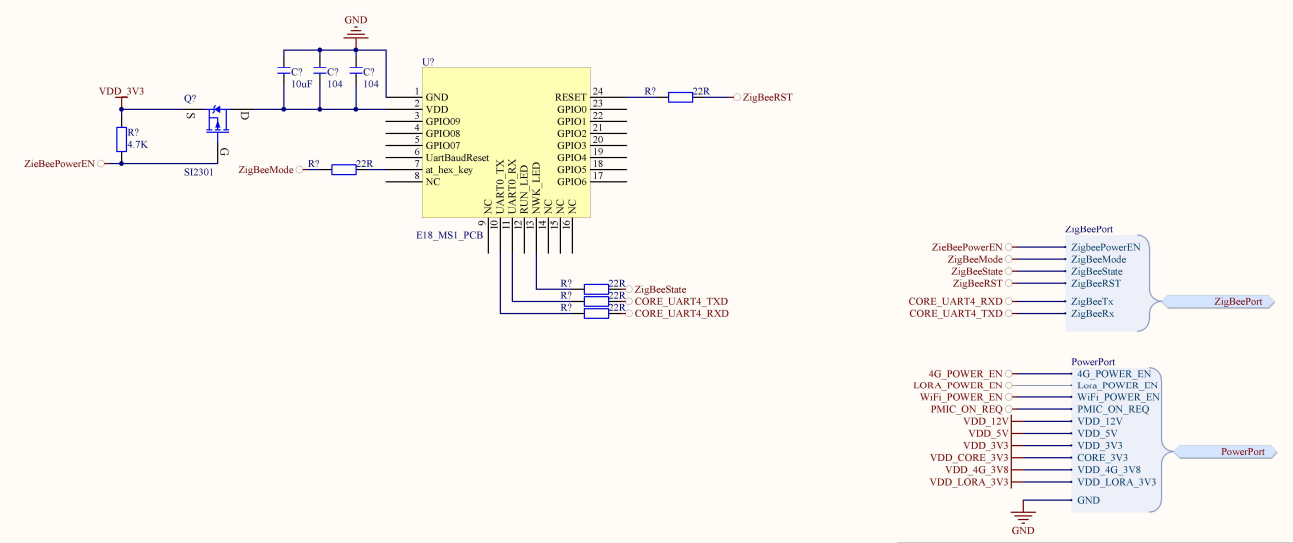 GND
C?
10uF
C?
104
C?
104
U?
VDD_3V3
Q?
S
D
G
SI2301
R?
4.7K
ZieBeePowerEN
ZigBeeMode
R?
22R
1 GND
2 VDD
3 GPIO09
4 GPIO08
5 GPIO07
6 UartBaudReset
7 at_hex_key
8 NC
RESET 24
GPIO0 23
GPIO1 22
GPIO2 21
GPIO3 20
GPIO4 19
GPIO5 18
GPIO6 17
NC 9
UART0_TX 10
UART0_RX 11
RUN_LED 12
NWK_LED 13
NC 14
NC 15
NC 16
E18_MS1_PCB
R?
22R
ZigBeeRST
R? 22R ZigBeeState
R? 22R CORE_UART4_TXD
R? 22R CORE_UART4_RXD
ZigBeePort
ZieBeePowerEN ZigbeePowerEN
ZigBeeMode ZigBeeMode
ZigBeeState ZigBeeState
ZigBeeRST ZigBeeRST
CORE_UART4_RXD ZigBeeTx
CORE_UART4_TXD ZigBeeRx
ZigBeePort
PowerPort
4G_POWER_EN 4G_POWER_EN
LORA_POWER_EN Lora_POWER_EN
WiFi_POWER_EN WiFi_POWER_EN
PMIC_ON_REQ PMIC_ON_REQ
VDD_12V VDD_12V
VDD_5V VDD_5V
VDD_3V3 VDD_3V3
VDD_CORE_3V3 CORE_3V3
VDD_4G_3V8 VDD_4G_3V8
VDD_LORA_3V3 VDD_LORA_3V3
GND
GND
PowerPort